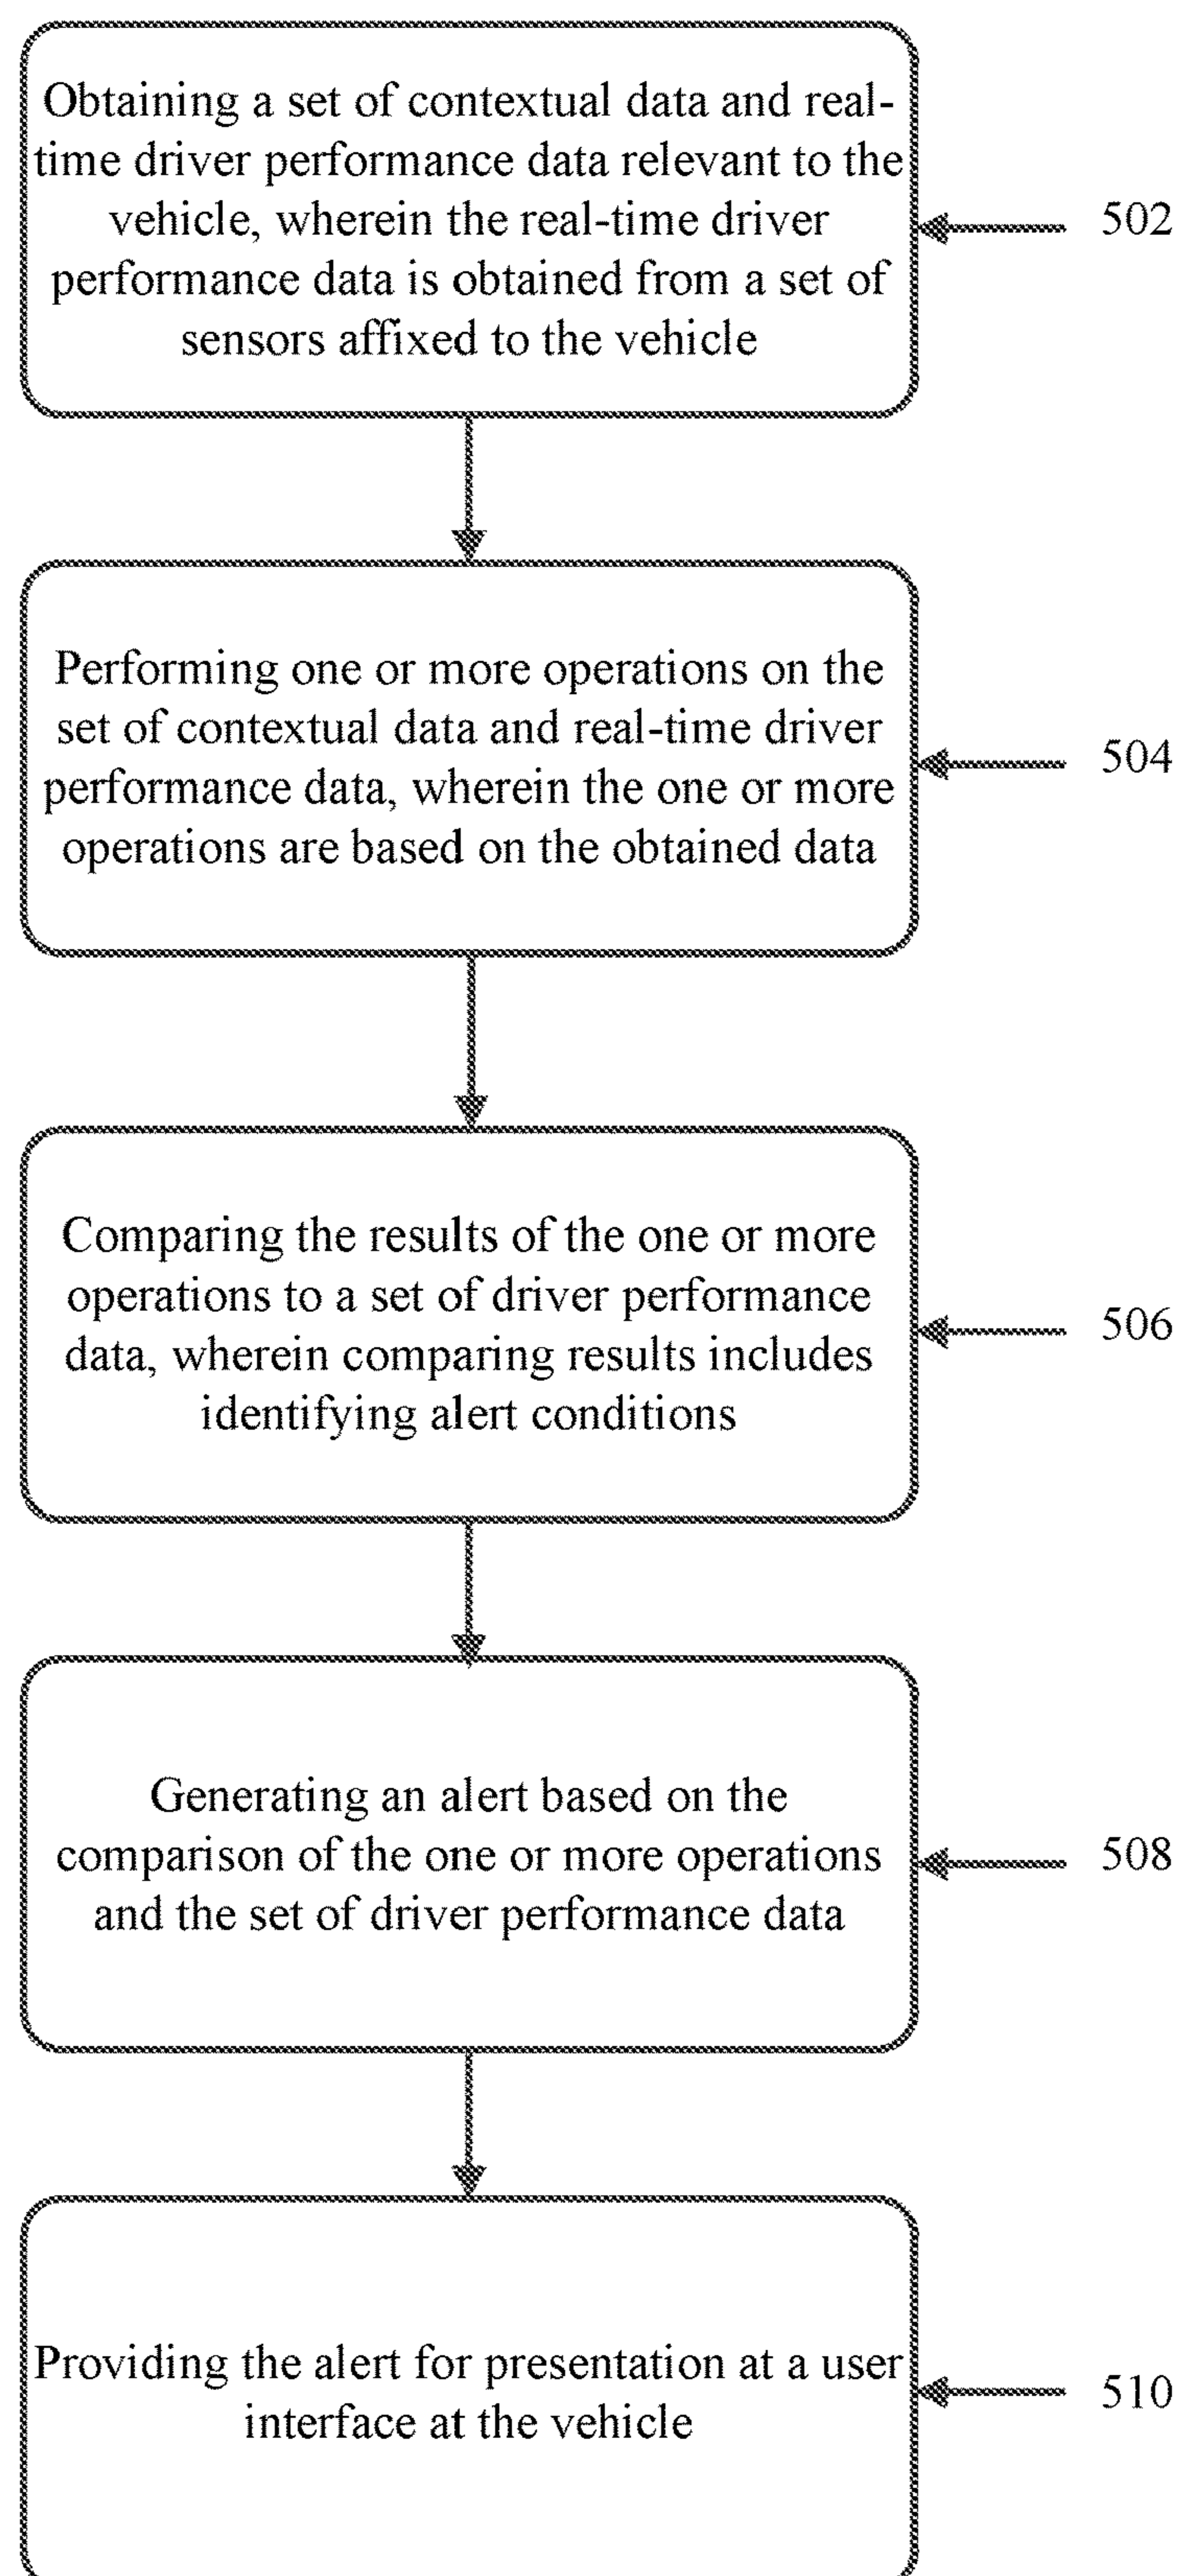 Obtaining a set of contextual data and real-
time driver performance data relevant to the
vehicle, wherein the real-time driver
performance data is obtained from a set of
sensors affixed to the vehicle
502
Performing one or more operations on the
set of contextual data and real-time driver
performance data, wherein the one or more
operations are based on the obtained data
504
Comparing the results of the one or more
operations to a set of driver performance
data, wherein comparing results includes
identifying alert conditions
506
Generating an alert based on the
comparison of the one or more operations
and the set of driver performance data
508
Providing the alert for presentation at a user
interface at the vehicle
510